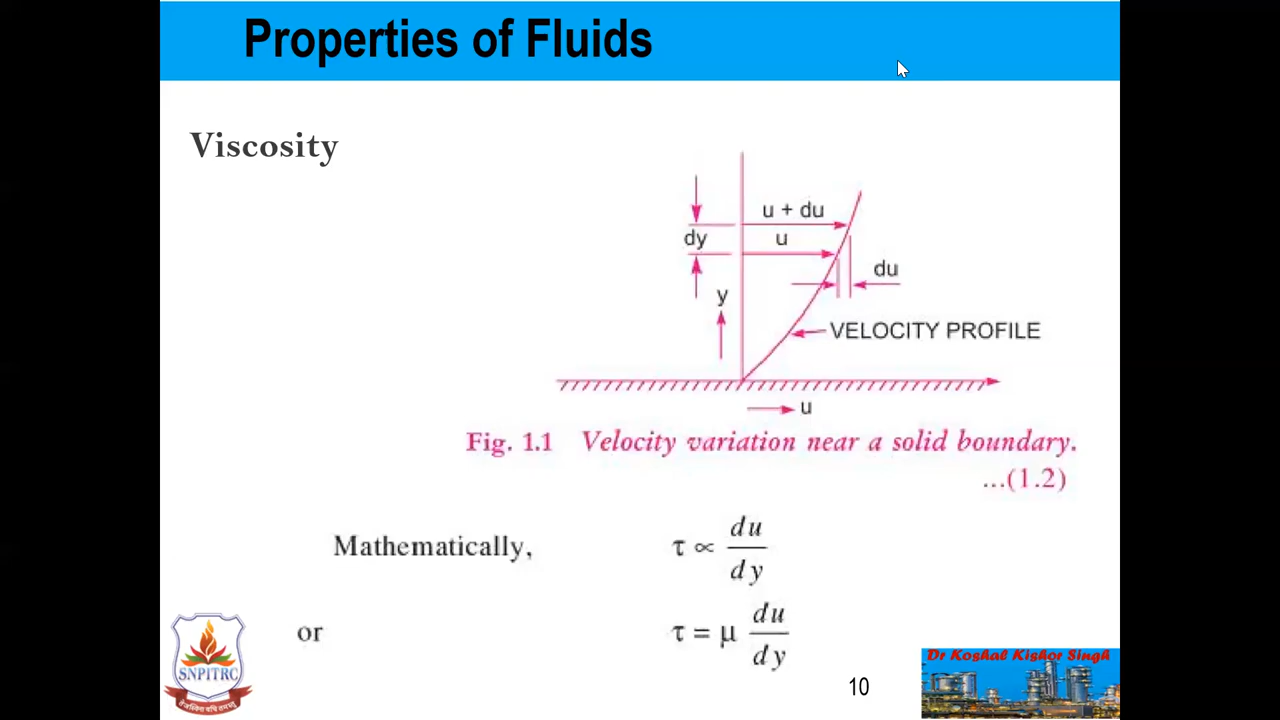 Properties of Fluids
Viscosity
u + du
dy
u
du
y
VELOCITY PROFILE
u
Fig. 1.1 Velocity variation near a solid boundary.
...(1.2)
Mathematically, τ ∝ du/dy
or τ = μ du/dy
SNPITRC
Dr Koshal Kishor Singh
10